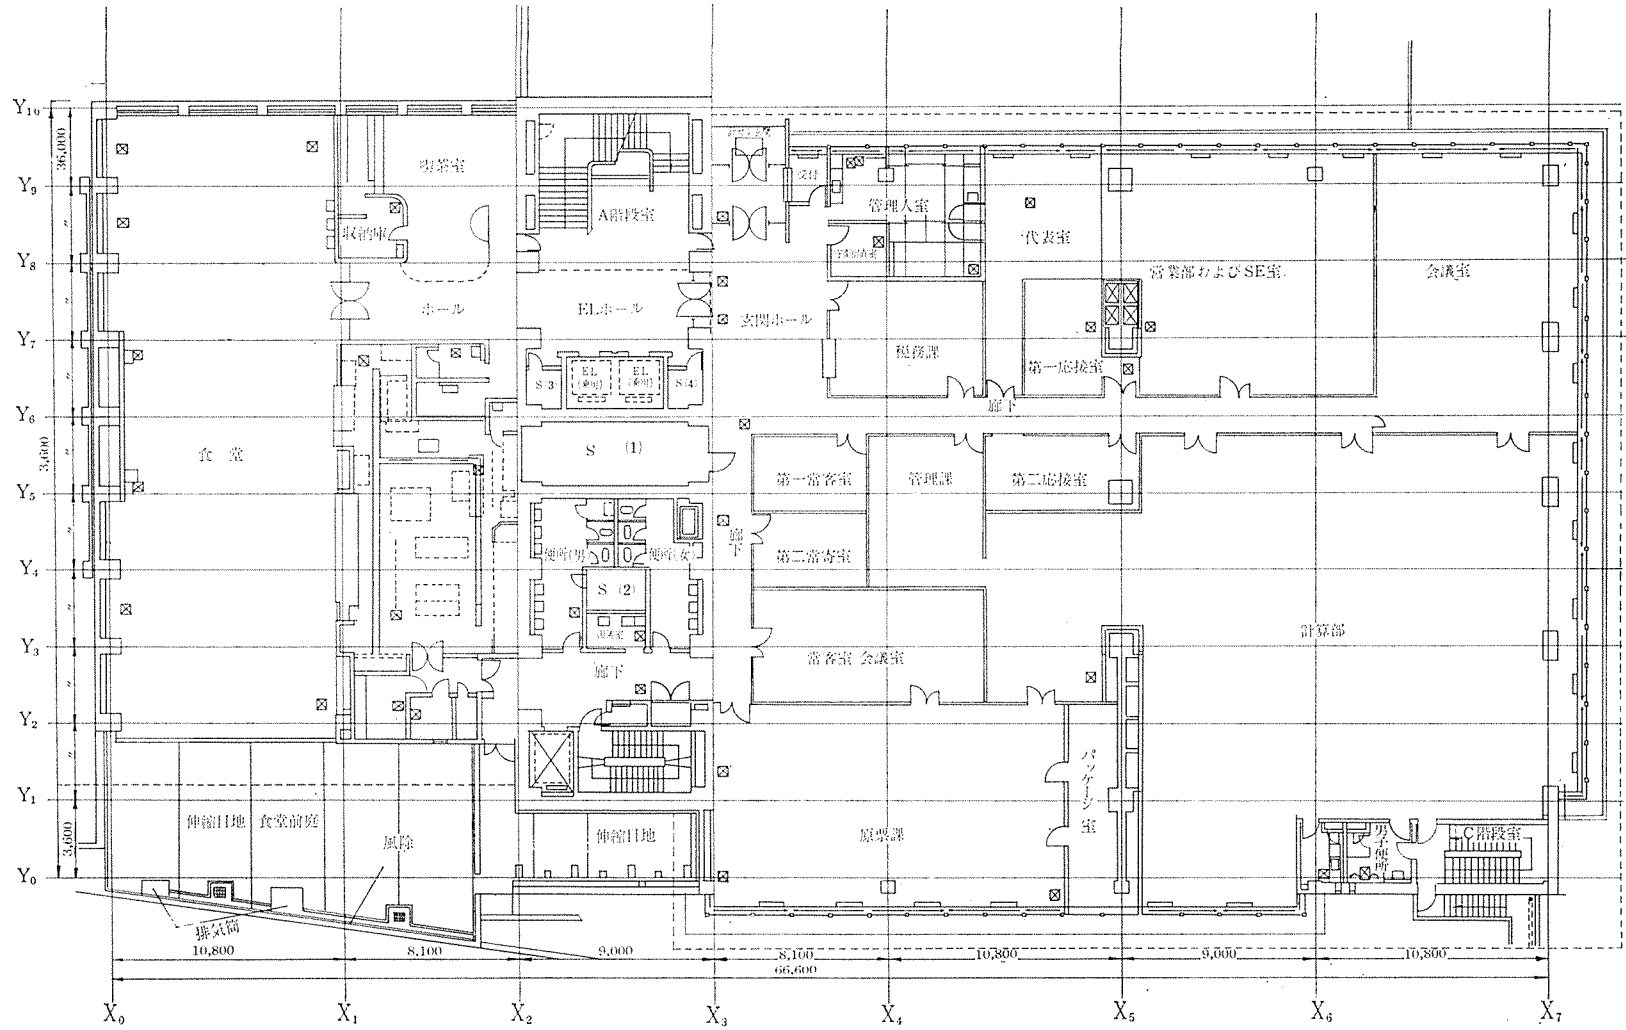 Y₁₀
36,000
喫茶室
受付
Y₉
管理人室
A階段室
収納庫
代表室
Y₈
営業部およびSE室
会議室
〃
ホール
ELホール
玄関ホール
Y₇
税務課
第一応接室
EL
(乗用)
EL
(乗用)
S(3)
S(4)
廊下
Y₆
3,600
食堂
S (1)
第一常客室
管理課
第二応接室
Y₅
〃
廊下
便所(男)
便所(女)
第二常寄室
Y₄
S (2)
〃
計算部
Y₃
常客室 会議室
廊下
〃
Y₂
〃
パッケージ室
Y₁
伸縮目地
食堂前庭
風除
伸縮目地
原票課
男子便所
C階段室
3,600
Y₀
排気筒
10,800
8,100
9,000
8,100
10,800
9,000
10,800
66,600
X₀
X₁
X₂
X₃
X₄
X₅
X₆
X₇